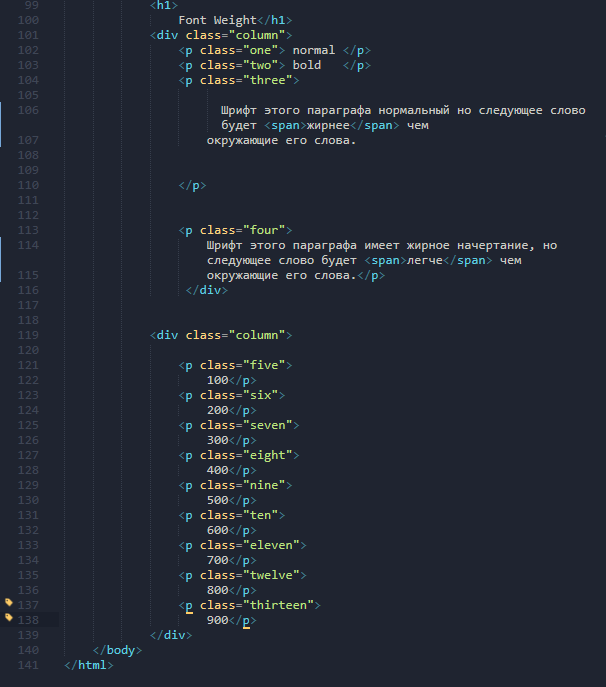 99 <h1>
100 Font Weight</h1>
101 <div class="column">
102 <p class="one"> normal </p>
103 <p class="two"> bold   </p>
104 <p class="three">
105
106 Шрифт этого параграфа нормальный но следующее слово
будет <span>жирнее</span> чем
107 окружающие его слова.
108
109
110 </p>
111
112
113 <p class="four">
114 Шрифт этого параграфа имеет жирное начертание, но
следующее слово будет <span>легче</span> чем
115 окружающие его слова.</p>
116 </div>
117
118
119 <div class="column">
120
121 <p class="five">
122 100</p>
123 <p class="six">
124 200</p>
125 <p class="seven">
126 300</p>
127 <p class="eight">
128 400</p>
129 <p class="nine">
130 500</p>
131 <p class="ten">
132 600</p>
133 <p class="eleven">
134 700</p>
135 <p class="twelve">
136 800</p>
137 <p class="thirteen">
138 900</p>
139 </div>
140 </body>
141 </html>